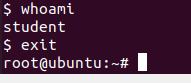 $ whoami
student
$ exit
root@ubuntu:~#